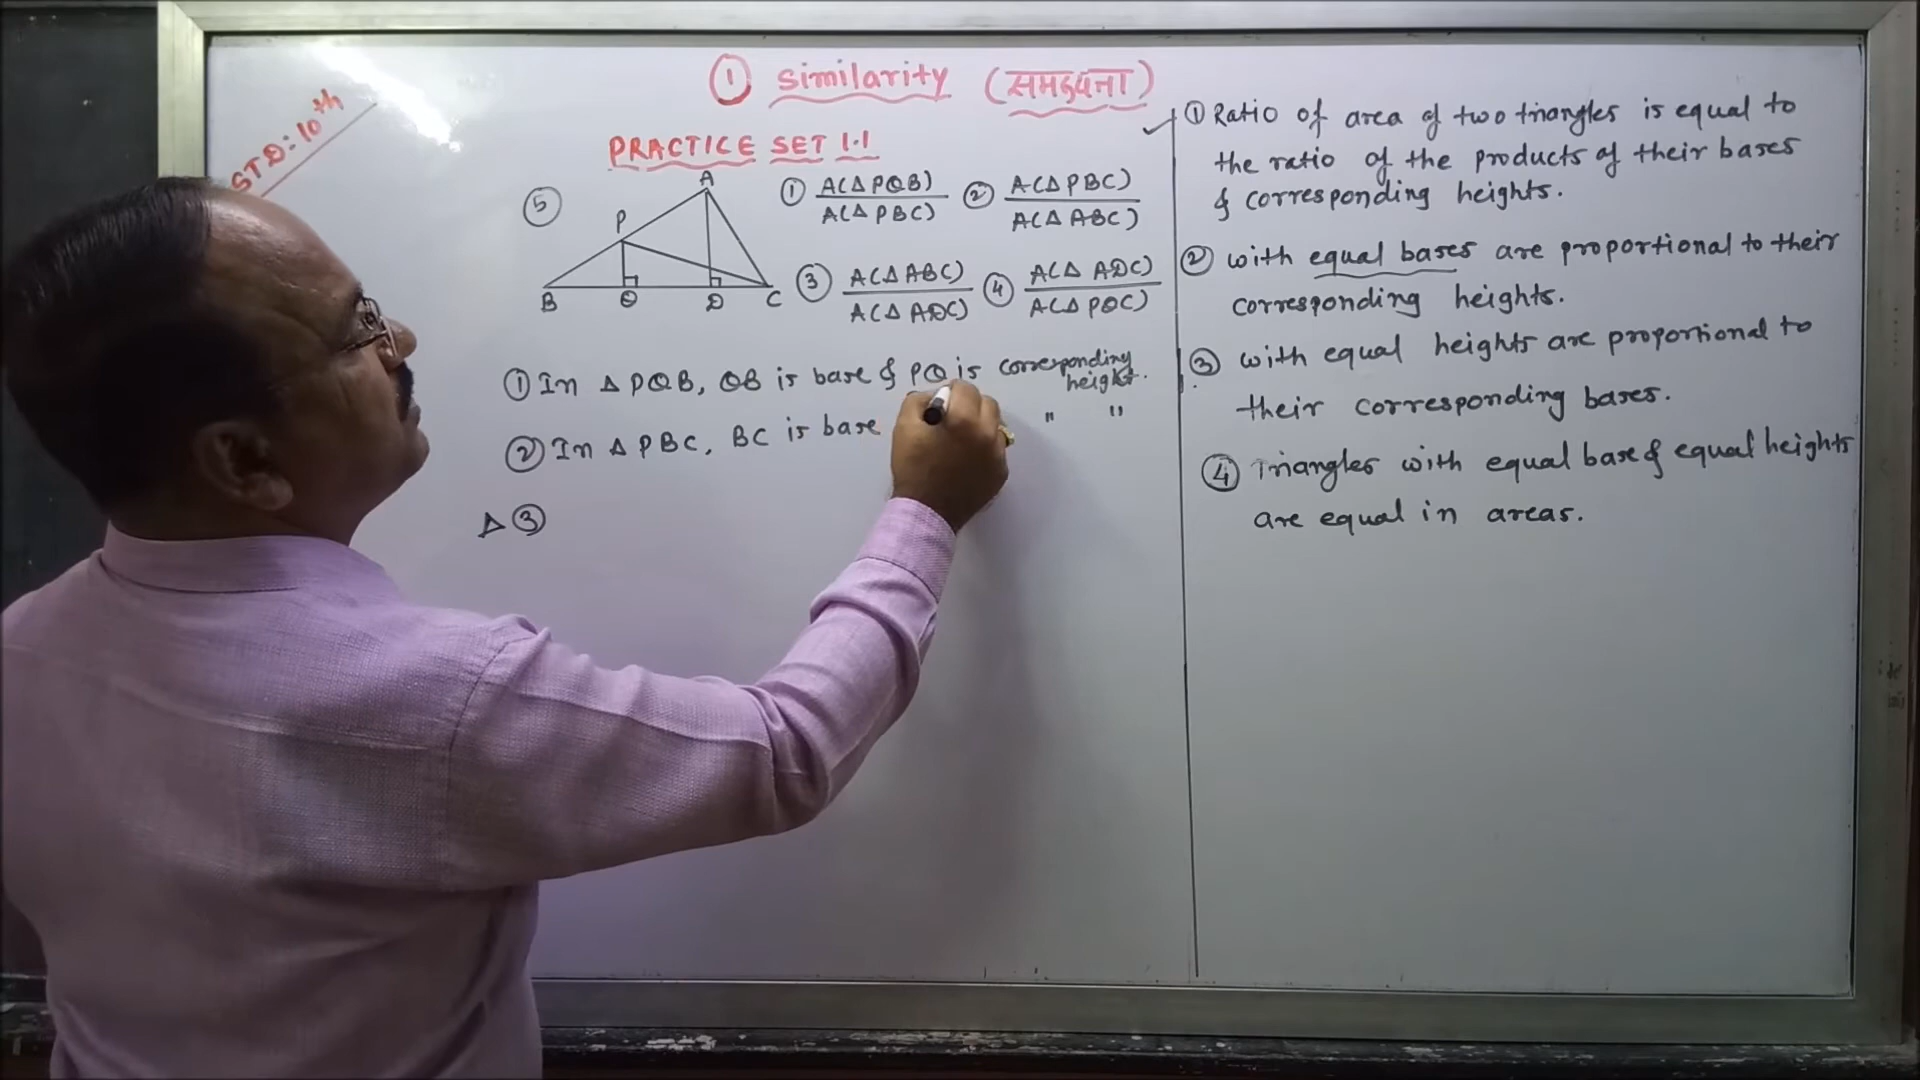 STD: 10th
① Similarity (समरूपता)
PRACTICE SET 1.1
⑤
A
P
B
Q
D
C
① A(△PQB)
A(△PBC)
② A(△PBC)
A(△ABC)
③ A(△ABC)
A(△ADC)
④ A(△ADC)
A(△PQC)
① In △PQB, QB is base & PQ is corresponding
height.
② In △PBC, BC is base " "
△ ③
① Ratio of area of two triangles is equal to
the ratio of the products of their bases
& corresponding heights.
② with equal bases are proportional to their
corresponding heights.
③ with equal heights are proportional to
their corresponding bases.
④ Triangles with equal base & equal heights
are equal in areas.